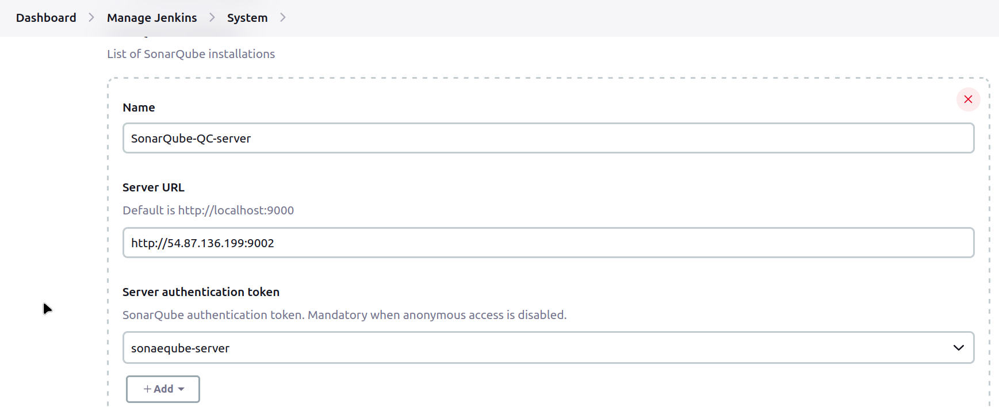 Dashboard > Manage Jenkins > System >
List of SonarQube installations
Name
SonarQube-QC-server
Server URL
Default is http://localhost:9000
http://54.87.136.199:9002
Server authentication token
SonarQube authentication token. Mandatory when anonymous access is disabled.
sonaeqube-server
+ Add